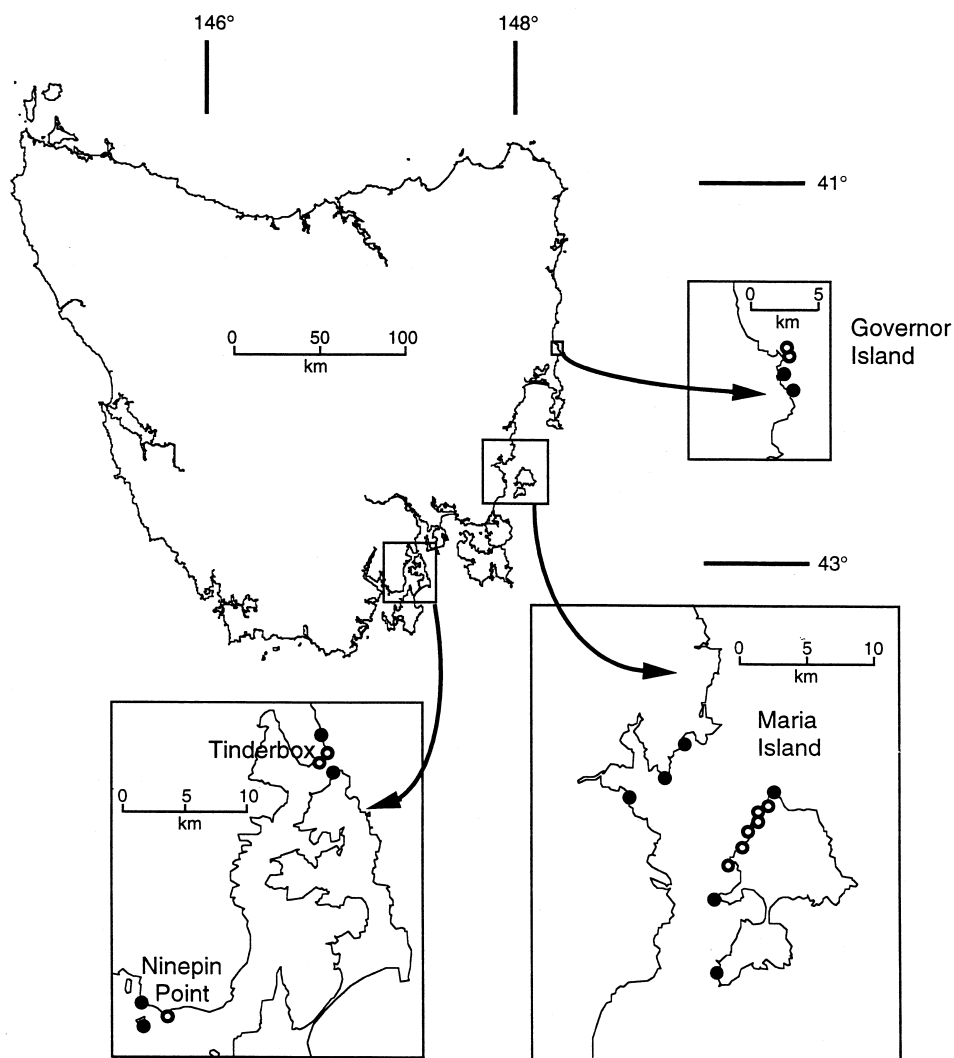 146° 148°
41°
0 5
km
Governor
Island
0 50 100
km
43°
0 5 10
km
Maria
Island
Tinderbox
0 5 10
km
Ninepin
Point